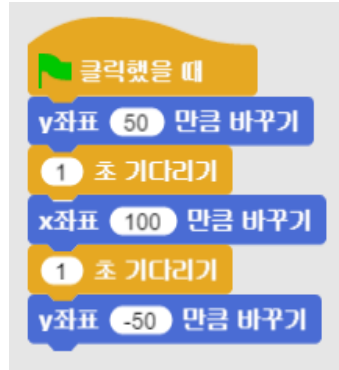 클릭했을 때
y좌표 50 만큼 바꾸기
1 초 기다리기
x좌표 100 만큼 바꾸기
1 초 기다리기
y좌표 -50 만큼 바꾸기